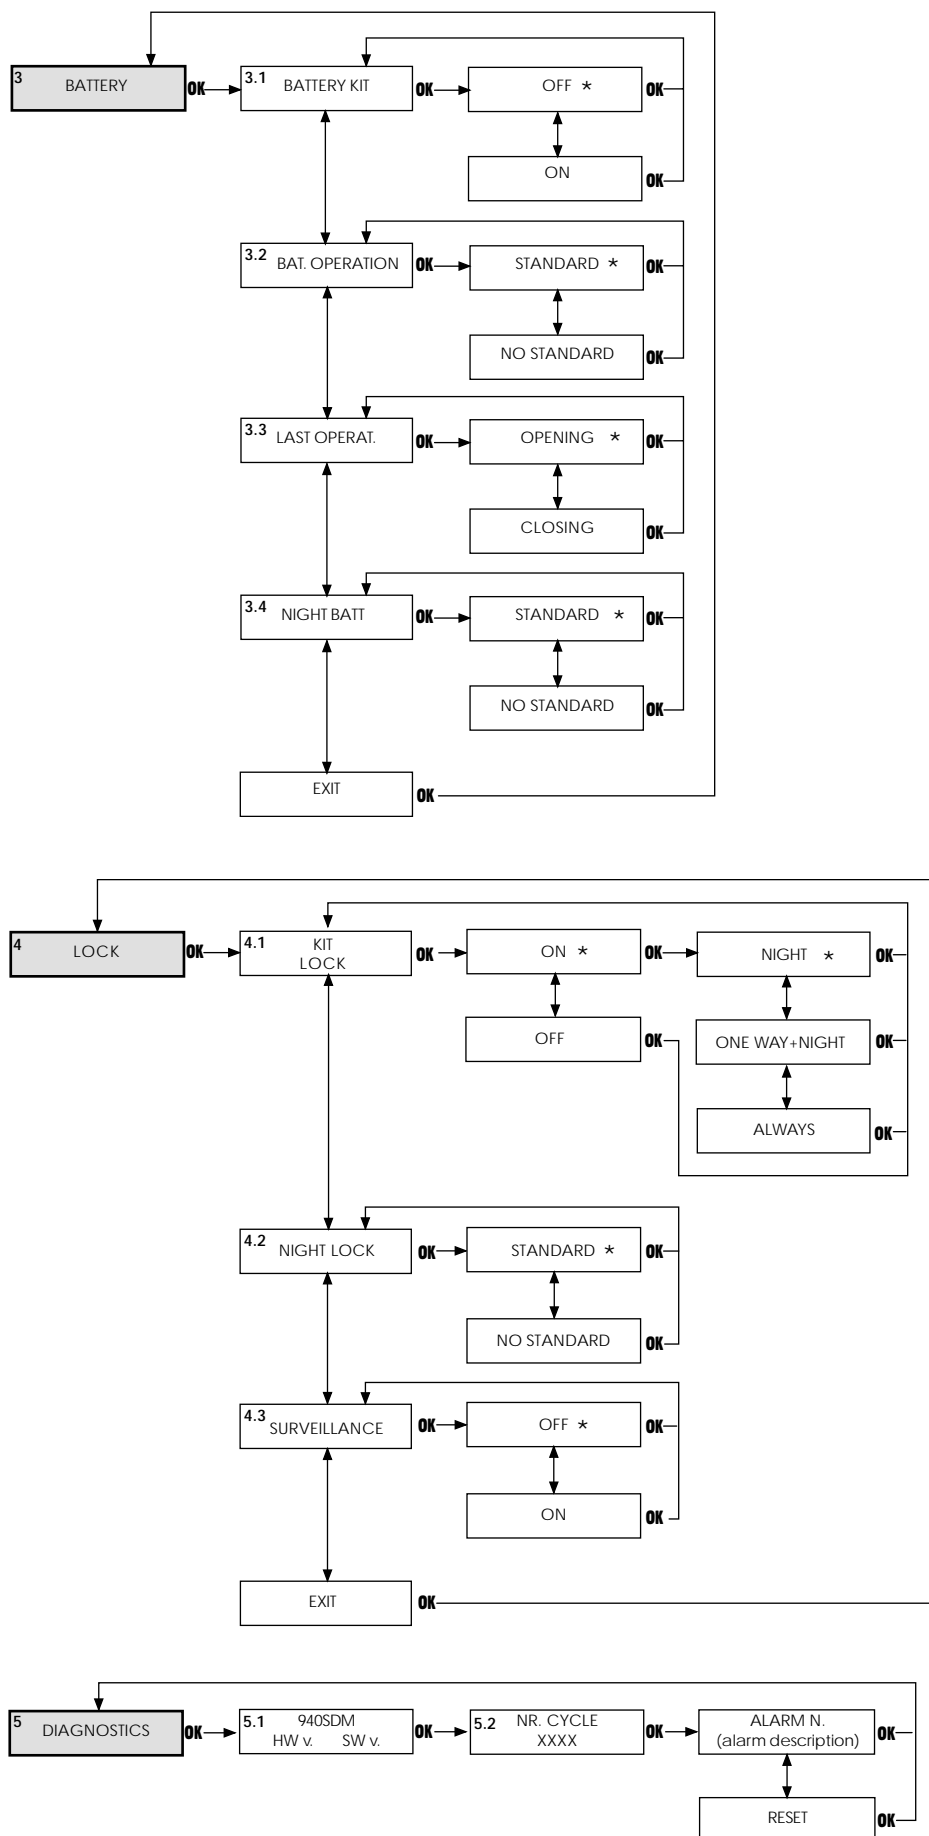 3
BATTERY
OK
3.1
BATTERY KIT
OK
OFF *
OK
ON
OK
3.2
BAT. OPERATION
OK
STANDARD *
OK
NO STANDARD
OK
3.3
LAST OPERAT.
OK
OPENING *
OK
CLOSING
OK
3.4
NIGHT BATT
OK
STANDARD *
OK
NO STANDARD
OK
EXIT
OK
4
LOCK
OK
4.1
KIT
LOCK
OK
ON *
OK
NIGHT *
OK
OFF
OK
ONE WAY+NIGHT
OK
ALWAYS
OK
4.2
NIGHT LOCK
OK
STANDARD *
OK
NO STANDARD
OK
4.3
SURVEILLANCE
OK
OFF *
OK
ON
OK
EXIT
OK
5
DIAGNOSTICS
OK
5.1
940SDM
HW v. SW v.
OK
5.2
NR. CYCLE
XXXX
OK
ALARM N.
(alarm description)
OK
RESET
OK